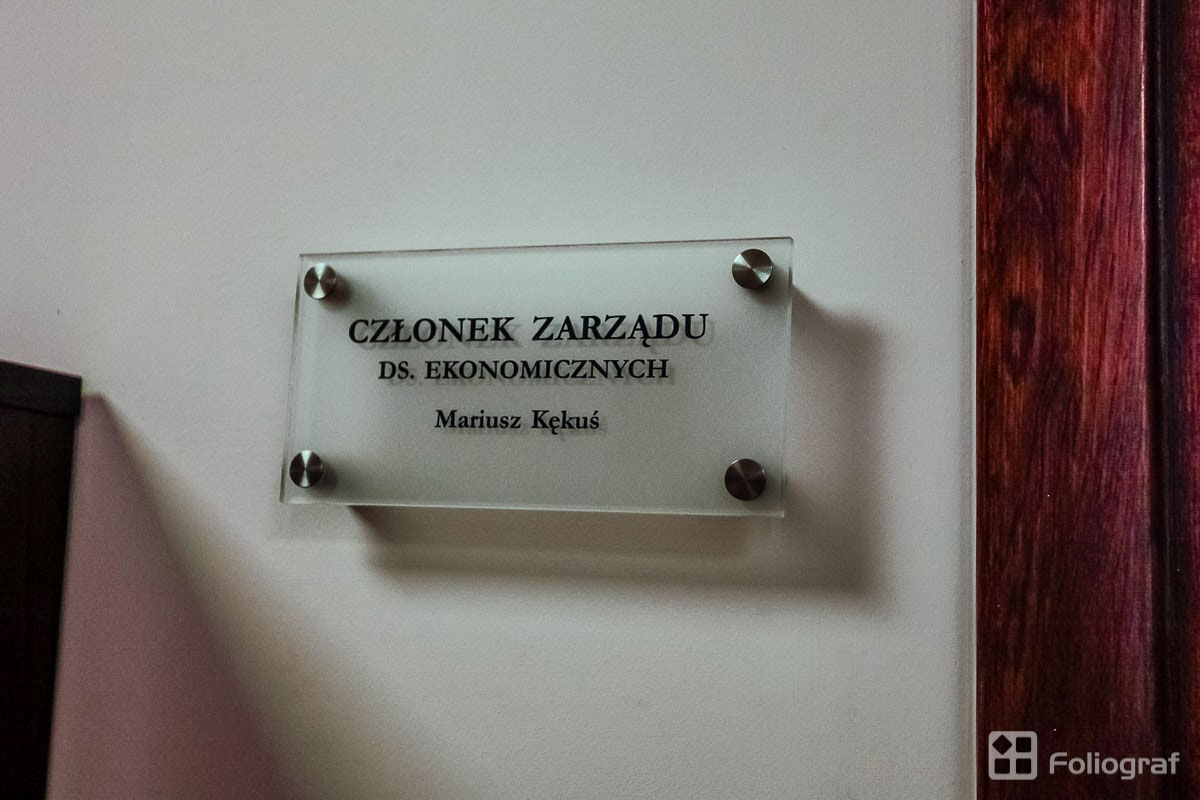 CZŁONEK ZARZĄDU
DS. EKONOMICZNYCH
Mariusz Kękuś
Foliograf